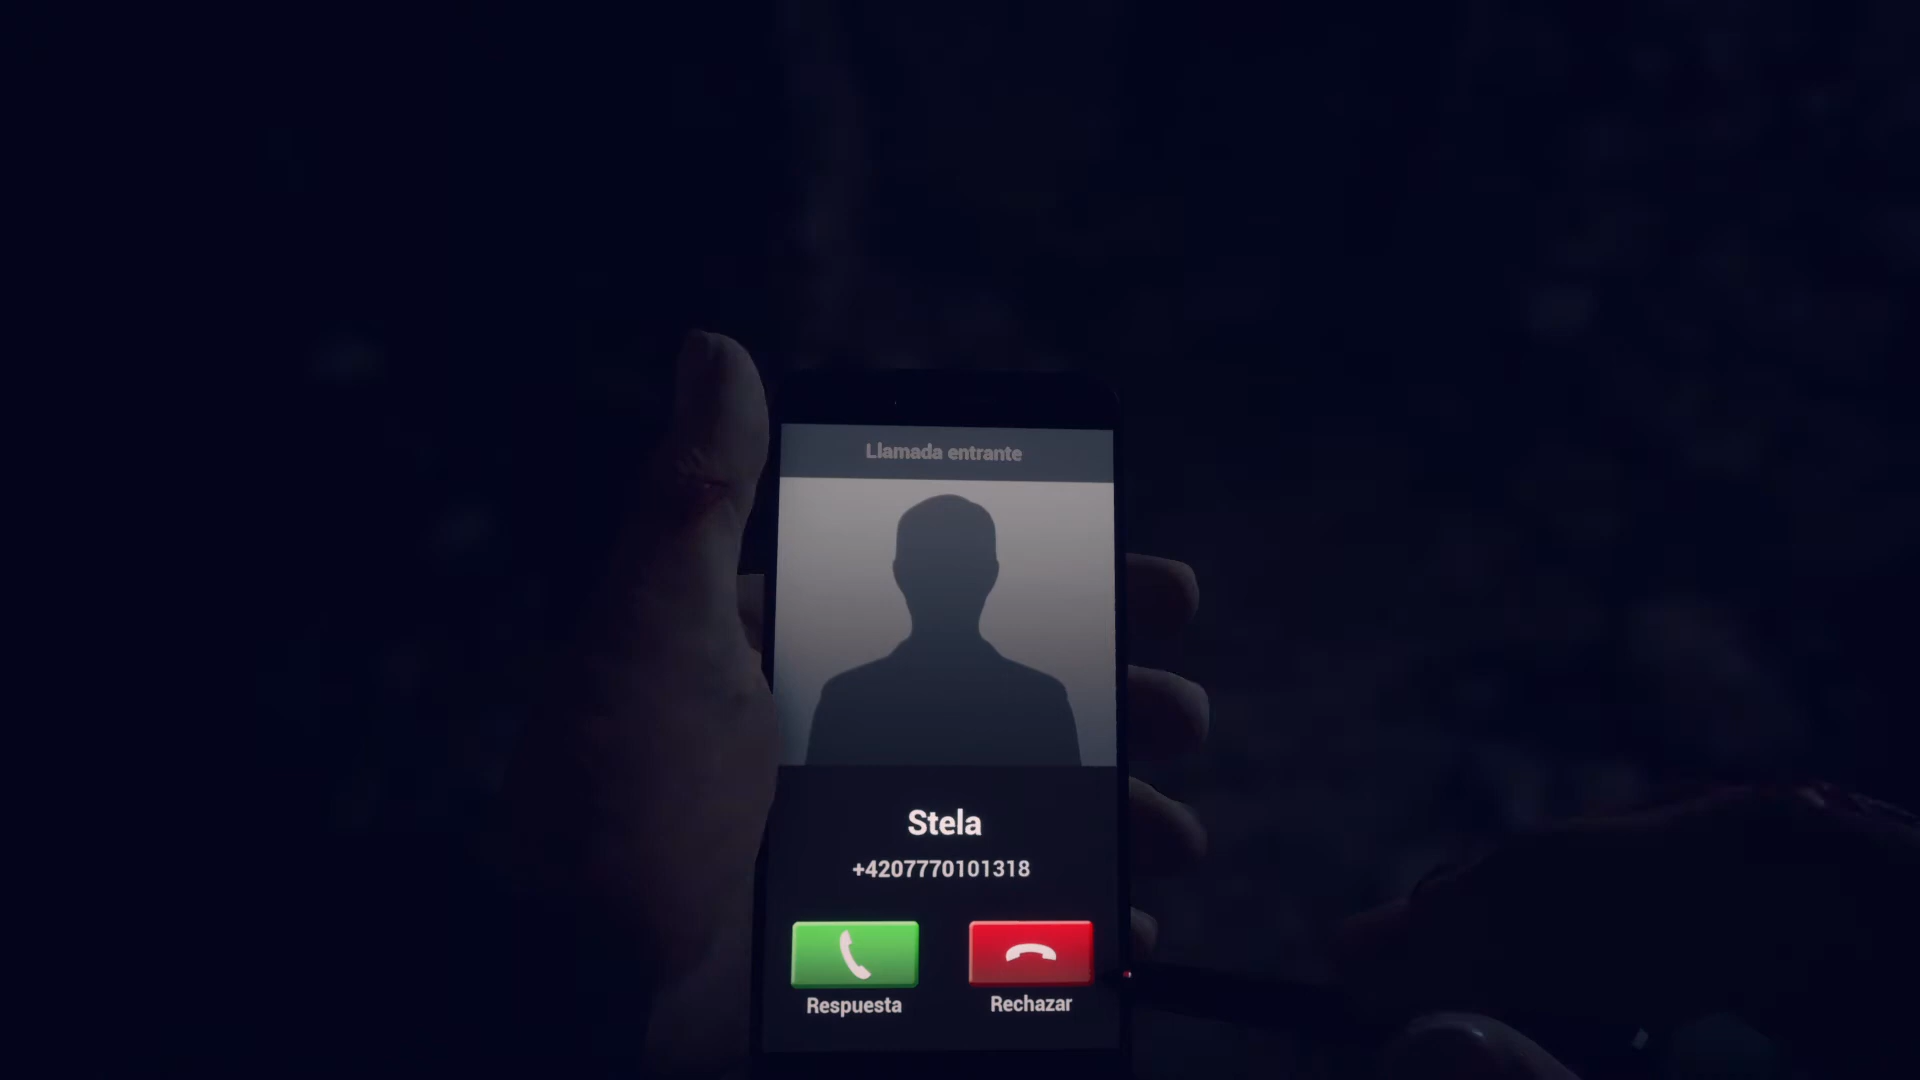 Llamada entrante
Stela
+4207770101318
Respuesta
Rechazar